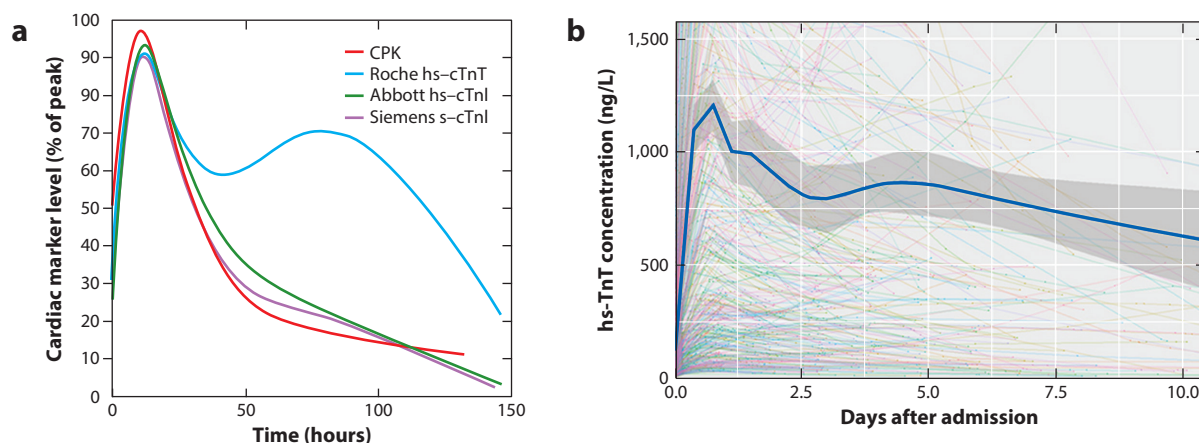 a
Cardiac marker level (% of peak)
100
90
90
70
60
50
40
30
20
10
0
0
50
100
150
Time (hours)
CPK
Roche hs–cTnT
Abbott hs–cTnl
Siemens s–cTnl
b
hs-TnT concentration (ng/L)
1,500
1,000
500
0
0.0
2.5
5.0
7.5
10.0
Days after admission